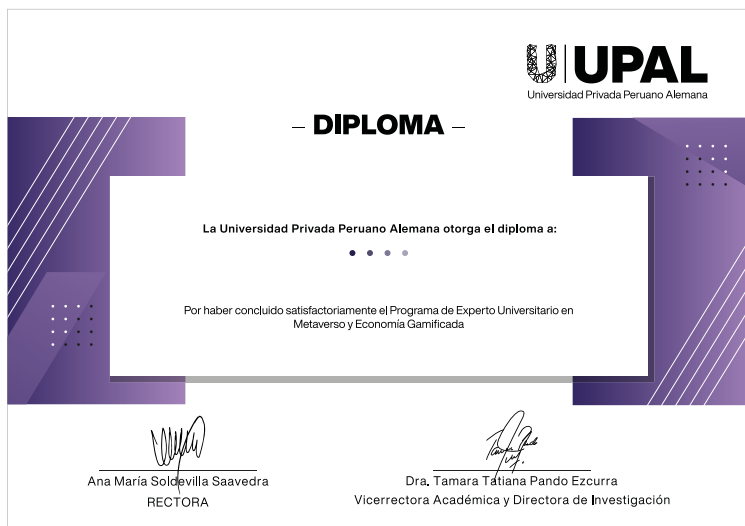 UPAL
Universidad Privada Peruano Alemana
– DIPLOMA –
La Universidad Privada Peruano Alemana otorga el diploma a:
Por haber concluido satisfactoriamente el Programa de Experto Universitario en
Metaverso y Economía Gamificada
Ana María Soldevilla Saavedra
RECTORA
Dra. Tamara Tatiana Pando Ezcurra
Vicerrectora Académica y Directora de Investigación